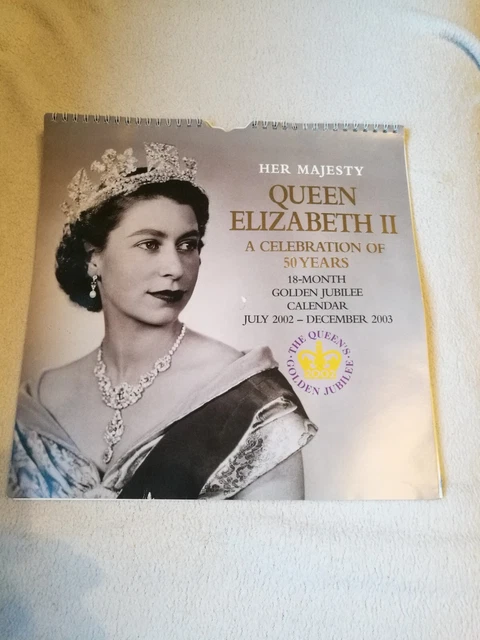 HER MAJESTY
QUEEN
ELIZABETH II
A CELEBRATION OF
50 YEARS
18-MONTH
GOLDEN JUBILEE
CALENDAR
JULY 2002 – DECEMBER 2003
·THE QUEEN'S·
GOLDEN JUBILEE